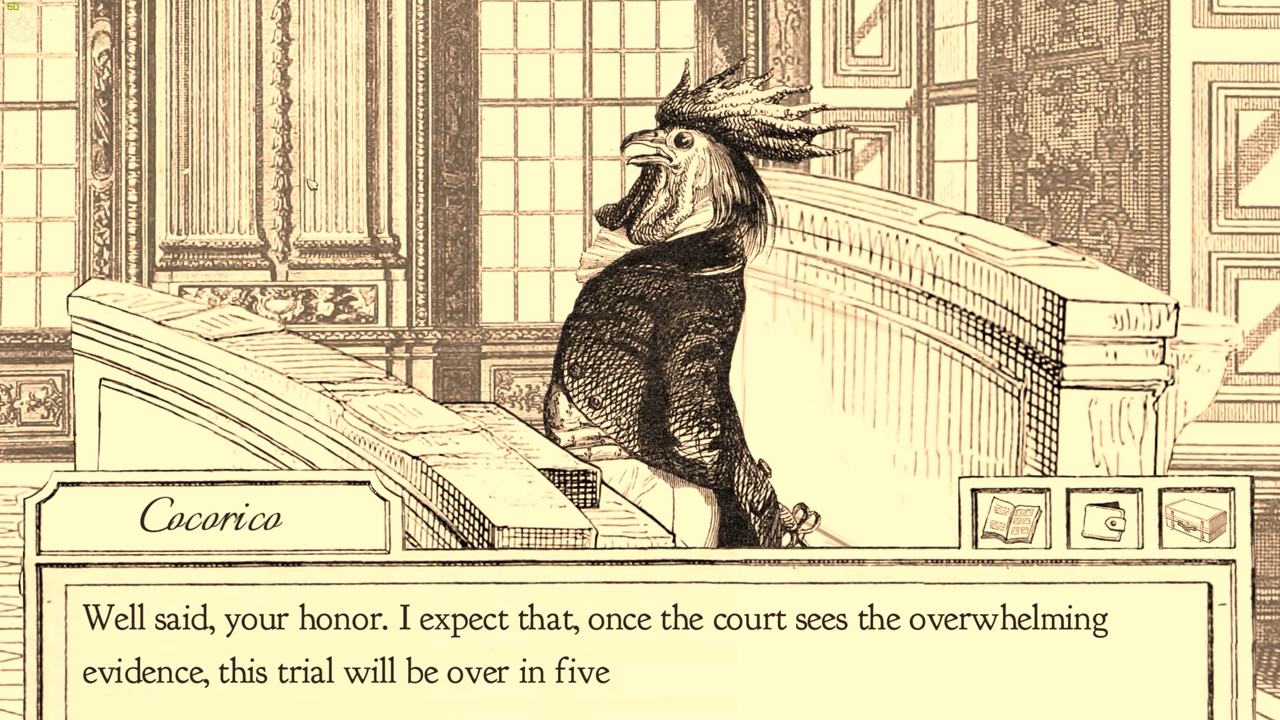 60
Cocorico
Well said, your honor. I expect that, once the court sees the overwhelming
evidence, this trial will be over in five